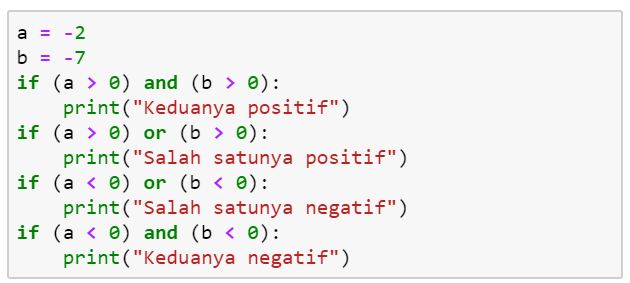 a = -2
b = -7
if (a > 0) and (b > 0):
    print("Keduanya positif")
if (a > 0) or (b > 0):
    print("Salah satunya positif")
if (a < 0) or (b < 0):
    print("Salah satunya negatif")
if (a < 0) and (b < 0):
    print("Keduanya negatif")